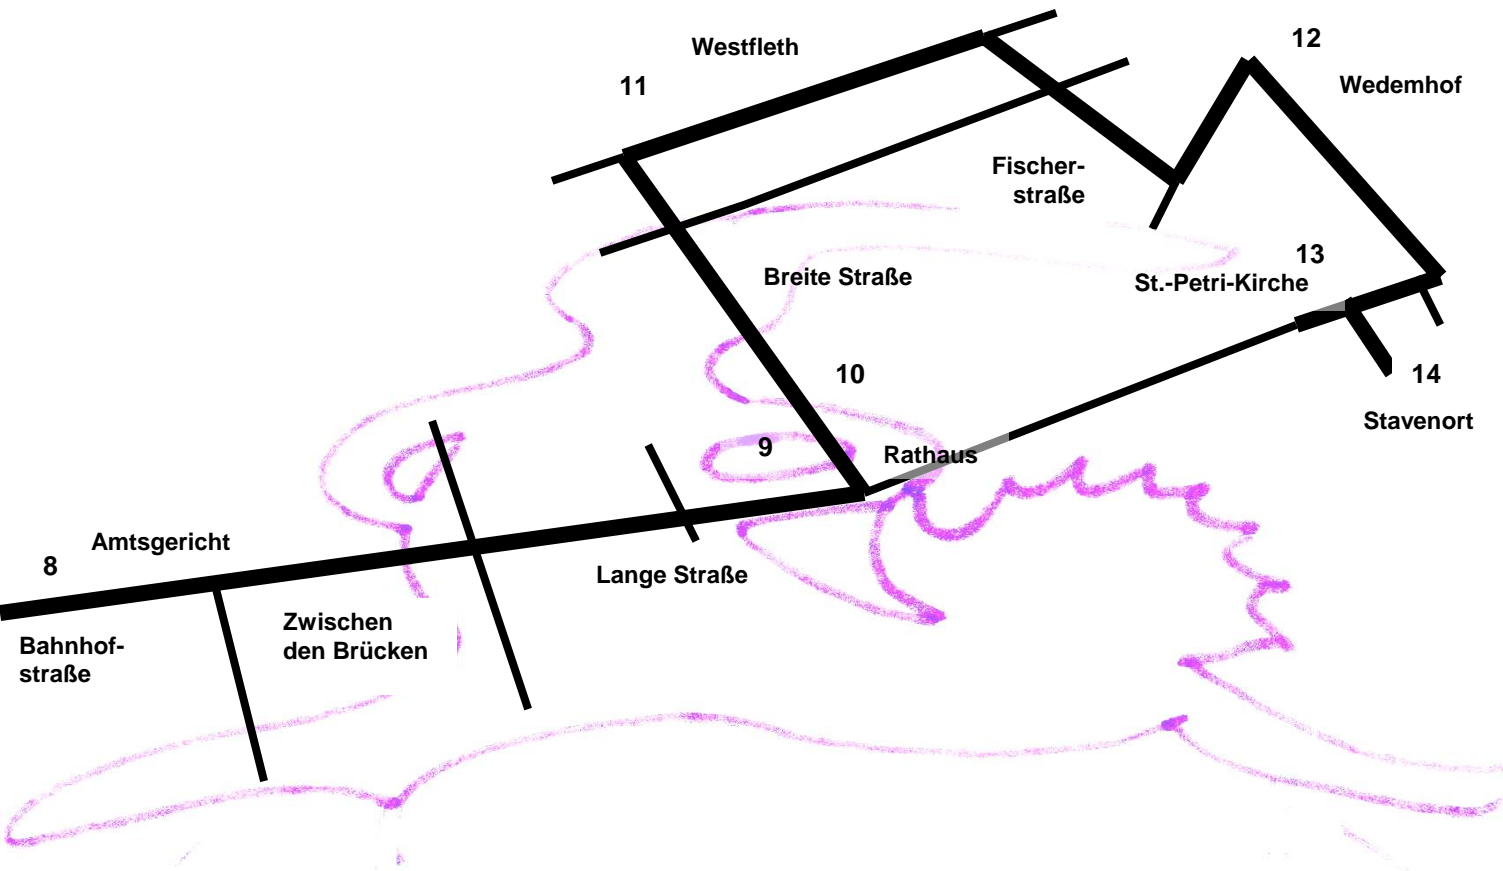 12
Westfleth
11
Wedemhof
Fischer-
straße
13
Breite Straße
St.-Petri-Kirche
10
14
Stavenort
9
Rathaus
Amtsgericht
8
Lange Straße
Zwischen
den Brücken
Bahnhof-
straße